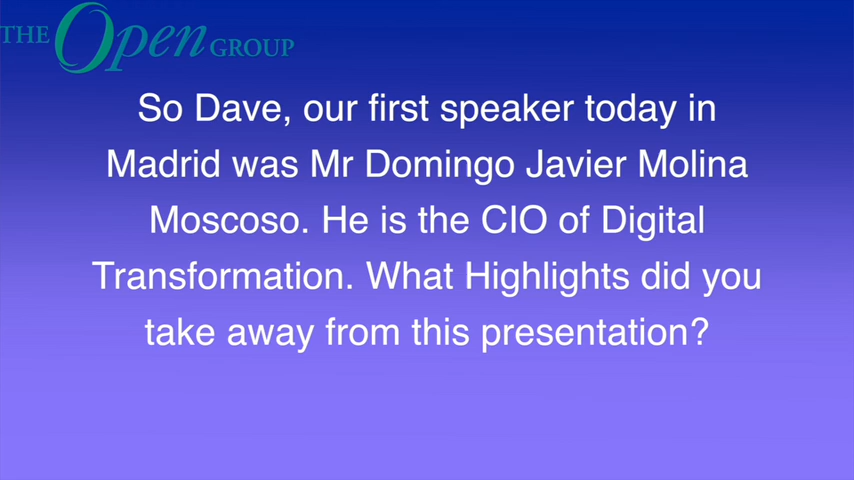 THE Open GROUP
So Dave, our first speaker today in
Madrid was Mr Domingo Javier Molina
Moscoso. He is the CIO of Digital
Transformation. What Highlights did you
take away from this presentation?